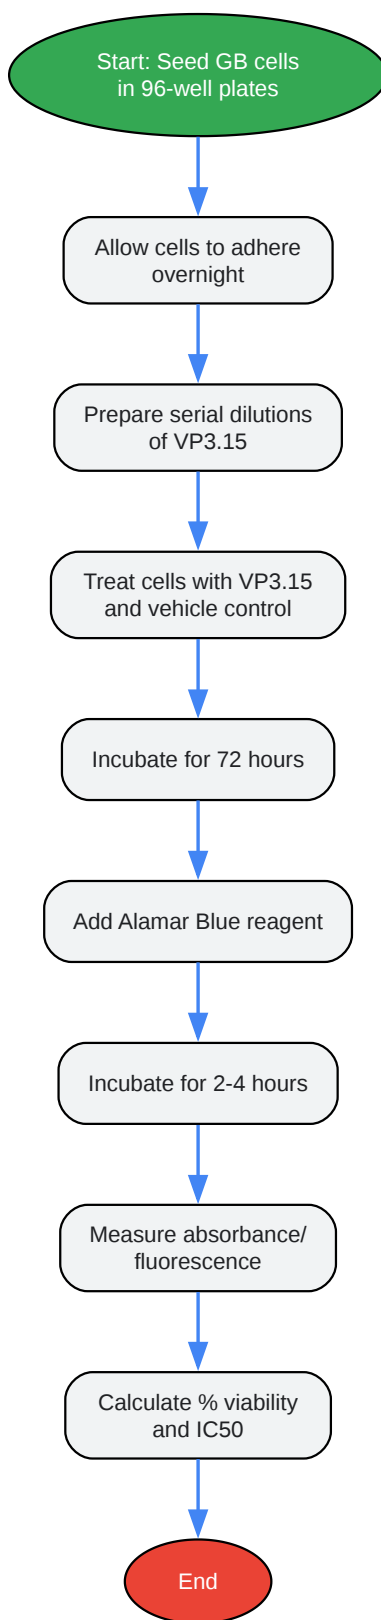 Start: Seed GB cells
in 96-well plates
Allow cells to adhere
overnight
Prepare serial dilutions
of VP3.15
Treat cells with VP3.15
and vehicle control
Incubate for 72 hours
Add Alamar Blue reagent
Incubate for 2-4 hours
Measure absorbance/
fluorescence
Calculate % viability
and IC50
End